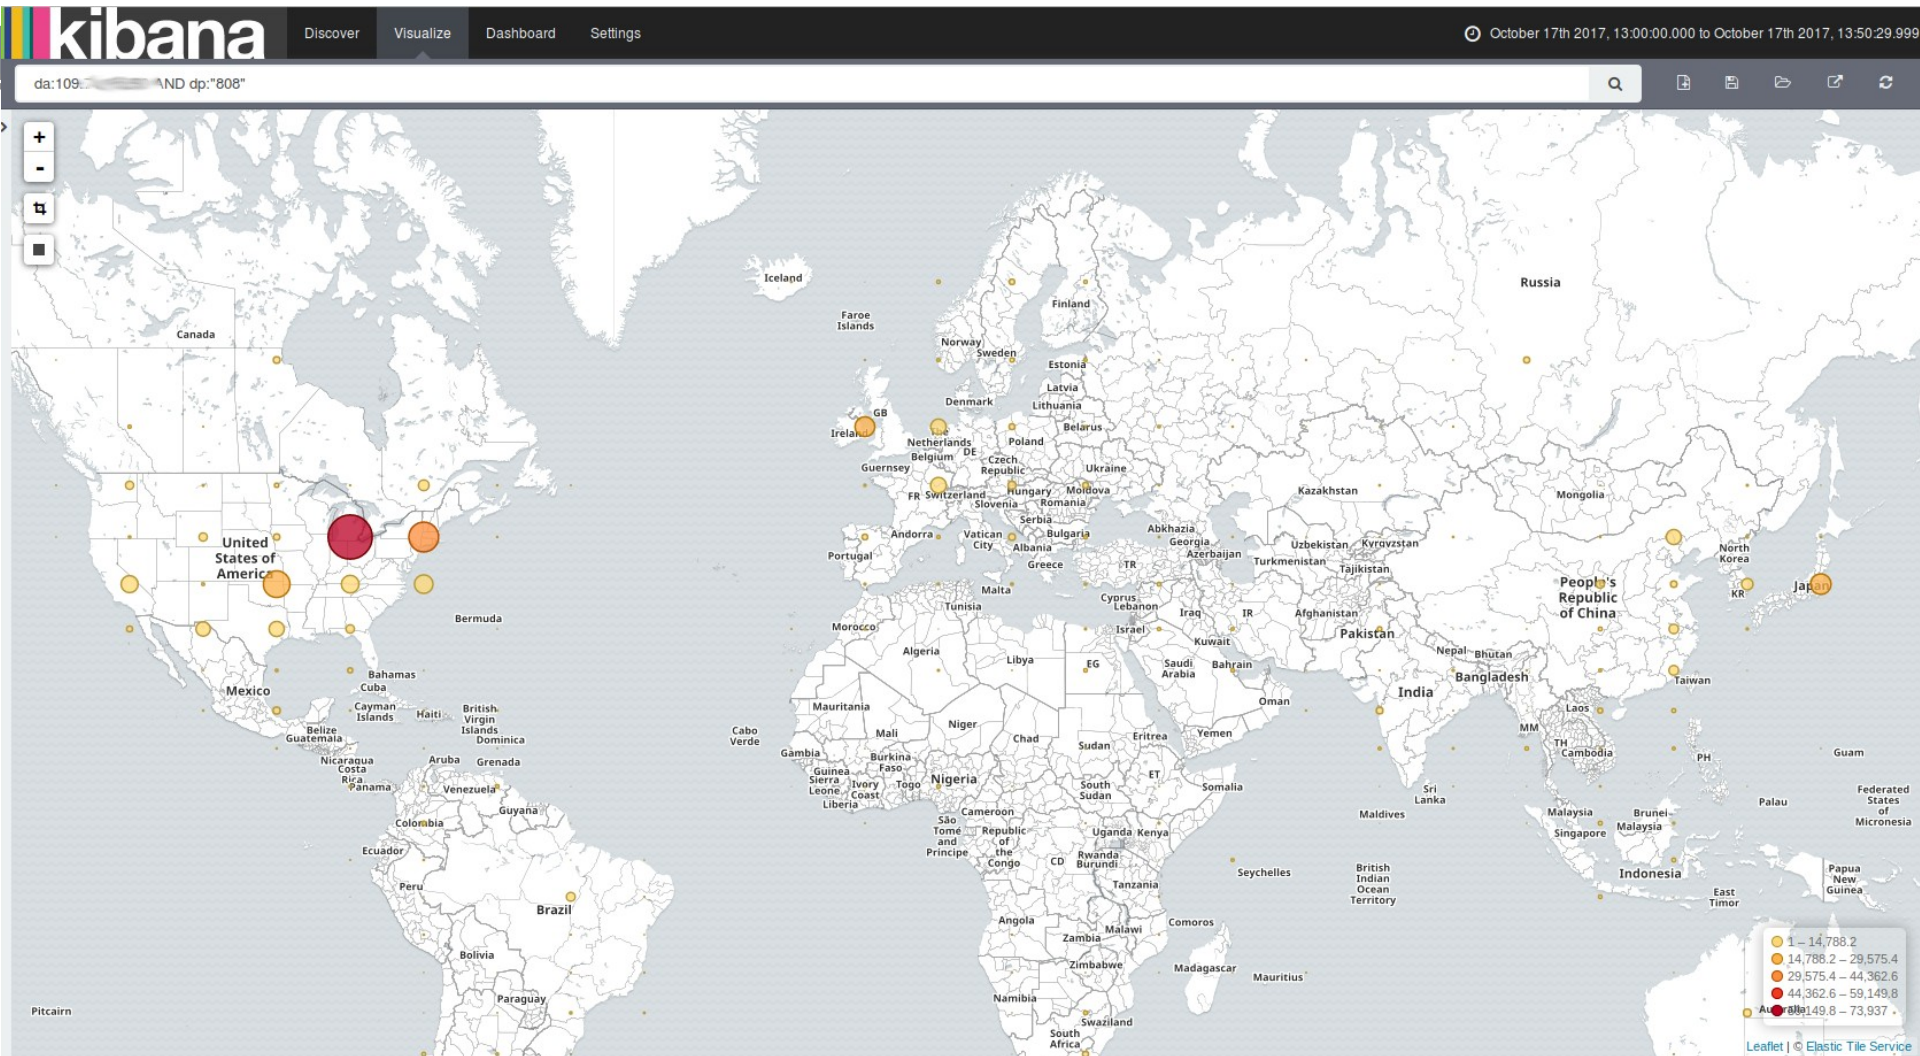 kibana
Discover
Visualize
Dashboard
Settings
October 17th 2017, 13:00:00.000 to October 17th 2017, 13:50:29.999
da:109. AND dp:"808"
+
-
Iceland
Russia
Finland
Faroe
Islands
Canada
Norway
Sweden
Estonia
Latvia
Denmark
Lithuania
GB
Ireland
The
Netherlands
Belarus
Poland
Belgium
DE
Czech
Republic
Guernsey
Ukraine
FR
Switzerland
Hungary
Moldova
Slovenia
Romania
Kazakhstan
Mongolia
Serbia
Andorra
Vatican
City
Bulgaria
Albania
Abkhazia
Georgia
Azerbaijan
Portugal
Greece
TR
Uzbekistan
Kyrgyzstan
Turkmenistan
Tajikistan
North
Korea
United
States of
America
Malta
Tunisia
Cyprus
Lebanon
Iraq
IR
Afghanistan
People's
Republic
of China
KR
Japan
Bermuda
Morocco
Israel
Kuwait
Pakistan
Algeria
Libya
EG
Saudi
Arabia
Bahrain
Nepal
Bhutan
Bangladesh
Taiwan
Bahamas
Cuba
Mexico
Cayman
Islands
Haiti
British
Virgin
Islands
Dominica
Mauritania
Oman
India
Laos
Belize
Guatemala
Cabo
Verde
Mali
Niger
Chad
Sudan
Eritrea
Yemen
MM
TH
Cambodia
PH
Guam
Nicaragua
Costa
Rica
Panama
Aruba
Grenada
Gambia
Guinea
Sierra
Leone
Liberia
Burkina
Faso
Ivory
Coast
Togo
Nigeria
South
Sudan
ET
Somalia
Sri
Lanka
Venezuela
Guyana
Colombia
Cameroon
Maldives
Malaysia
Singapore
Brunei
Malaysia
Palau
Federated
States
of
Micronesia
Ecuador
São
Tomé
and
Principe
Republic
of
the
Congo
Uganda
Kenya
CD
Rwanda
Burundi
Seychelles
British
Indian
Ocean
Territory
Indonesia
East
Timor
Papua
New
Guinea
Peru
Brazil
Tanzania
Angola
Comoros
Malawi
Zambia
Bolivia
Zimbabwe
Madagascar
Mauritius
Paraguay
Namibia
Pitcairn
Swaziland
South
Africa
1 – 14,788.2
14,788.2 – 29,575.4
29,575.4 – 44,362.6
44,362.6 – 59,149.8
59,149.8 – 73,937
Australia
Leaflet | © Elastic Tile Service